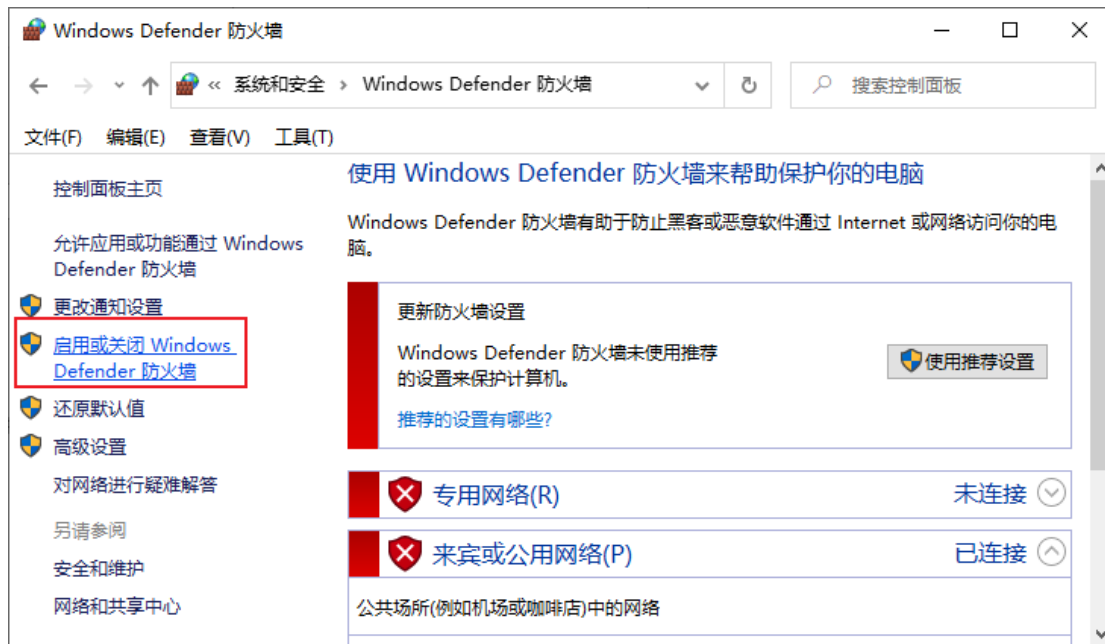 Windows Defender 防火墙
« 系统和安全 › Windows Defender 防火墙
搜索控制面板
文件(F) 编辑(E) 查看(V) 工具(T)
控制面板主页
允许应用或功能通过 Windows
Defender 防火墙
更改通知设置
启用或关闭 Windows
Defender 防火墙
还原默认值
高级设置
对网络进行疑难解答
另请参阅
安全和维护
网络和共享中心
使用 Windows Defender 防火墙来帮助保护你的电脑
Windows Defender 防火墙有助于防止黑客或恶意软件通过 Internet 或网络访问你的电
脑。
更新防火墙设置
Windows Defender 防火墙未使用推荐
的设置来保护计算机。
使用推荐设置
推荐的设置有哪些?
专用网络(R) 未连接
来宾或公用网络(P) 已连接
公共场所(例如机场或咖啡店)中的网络